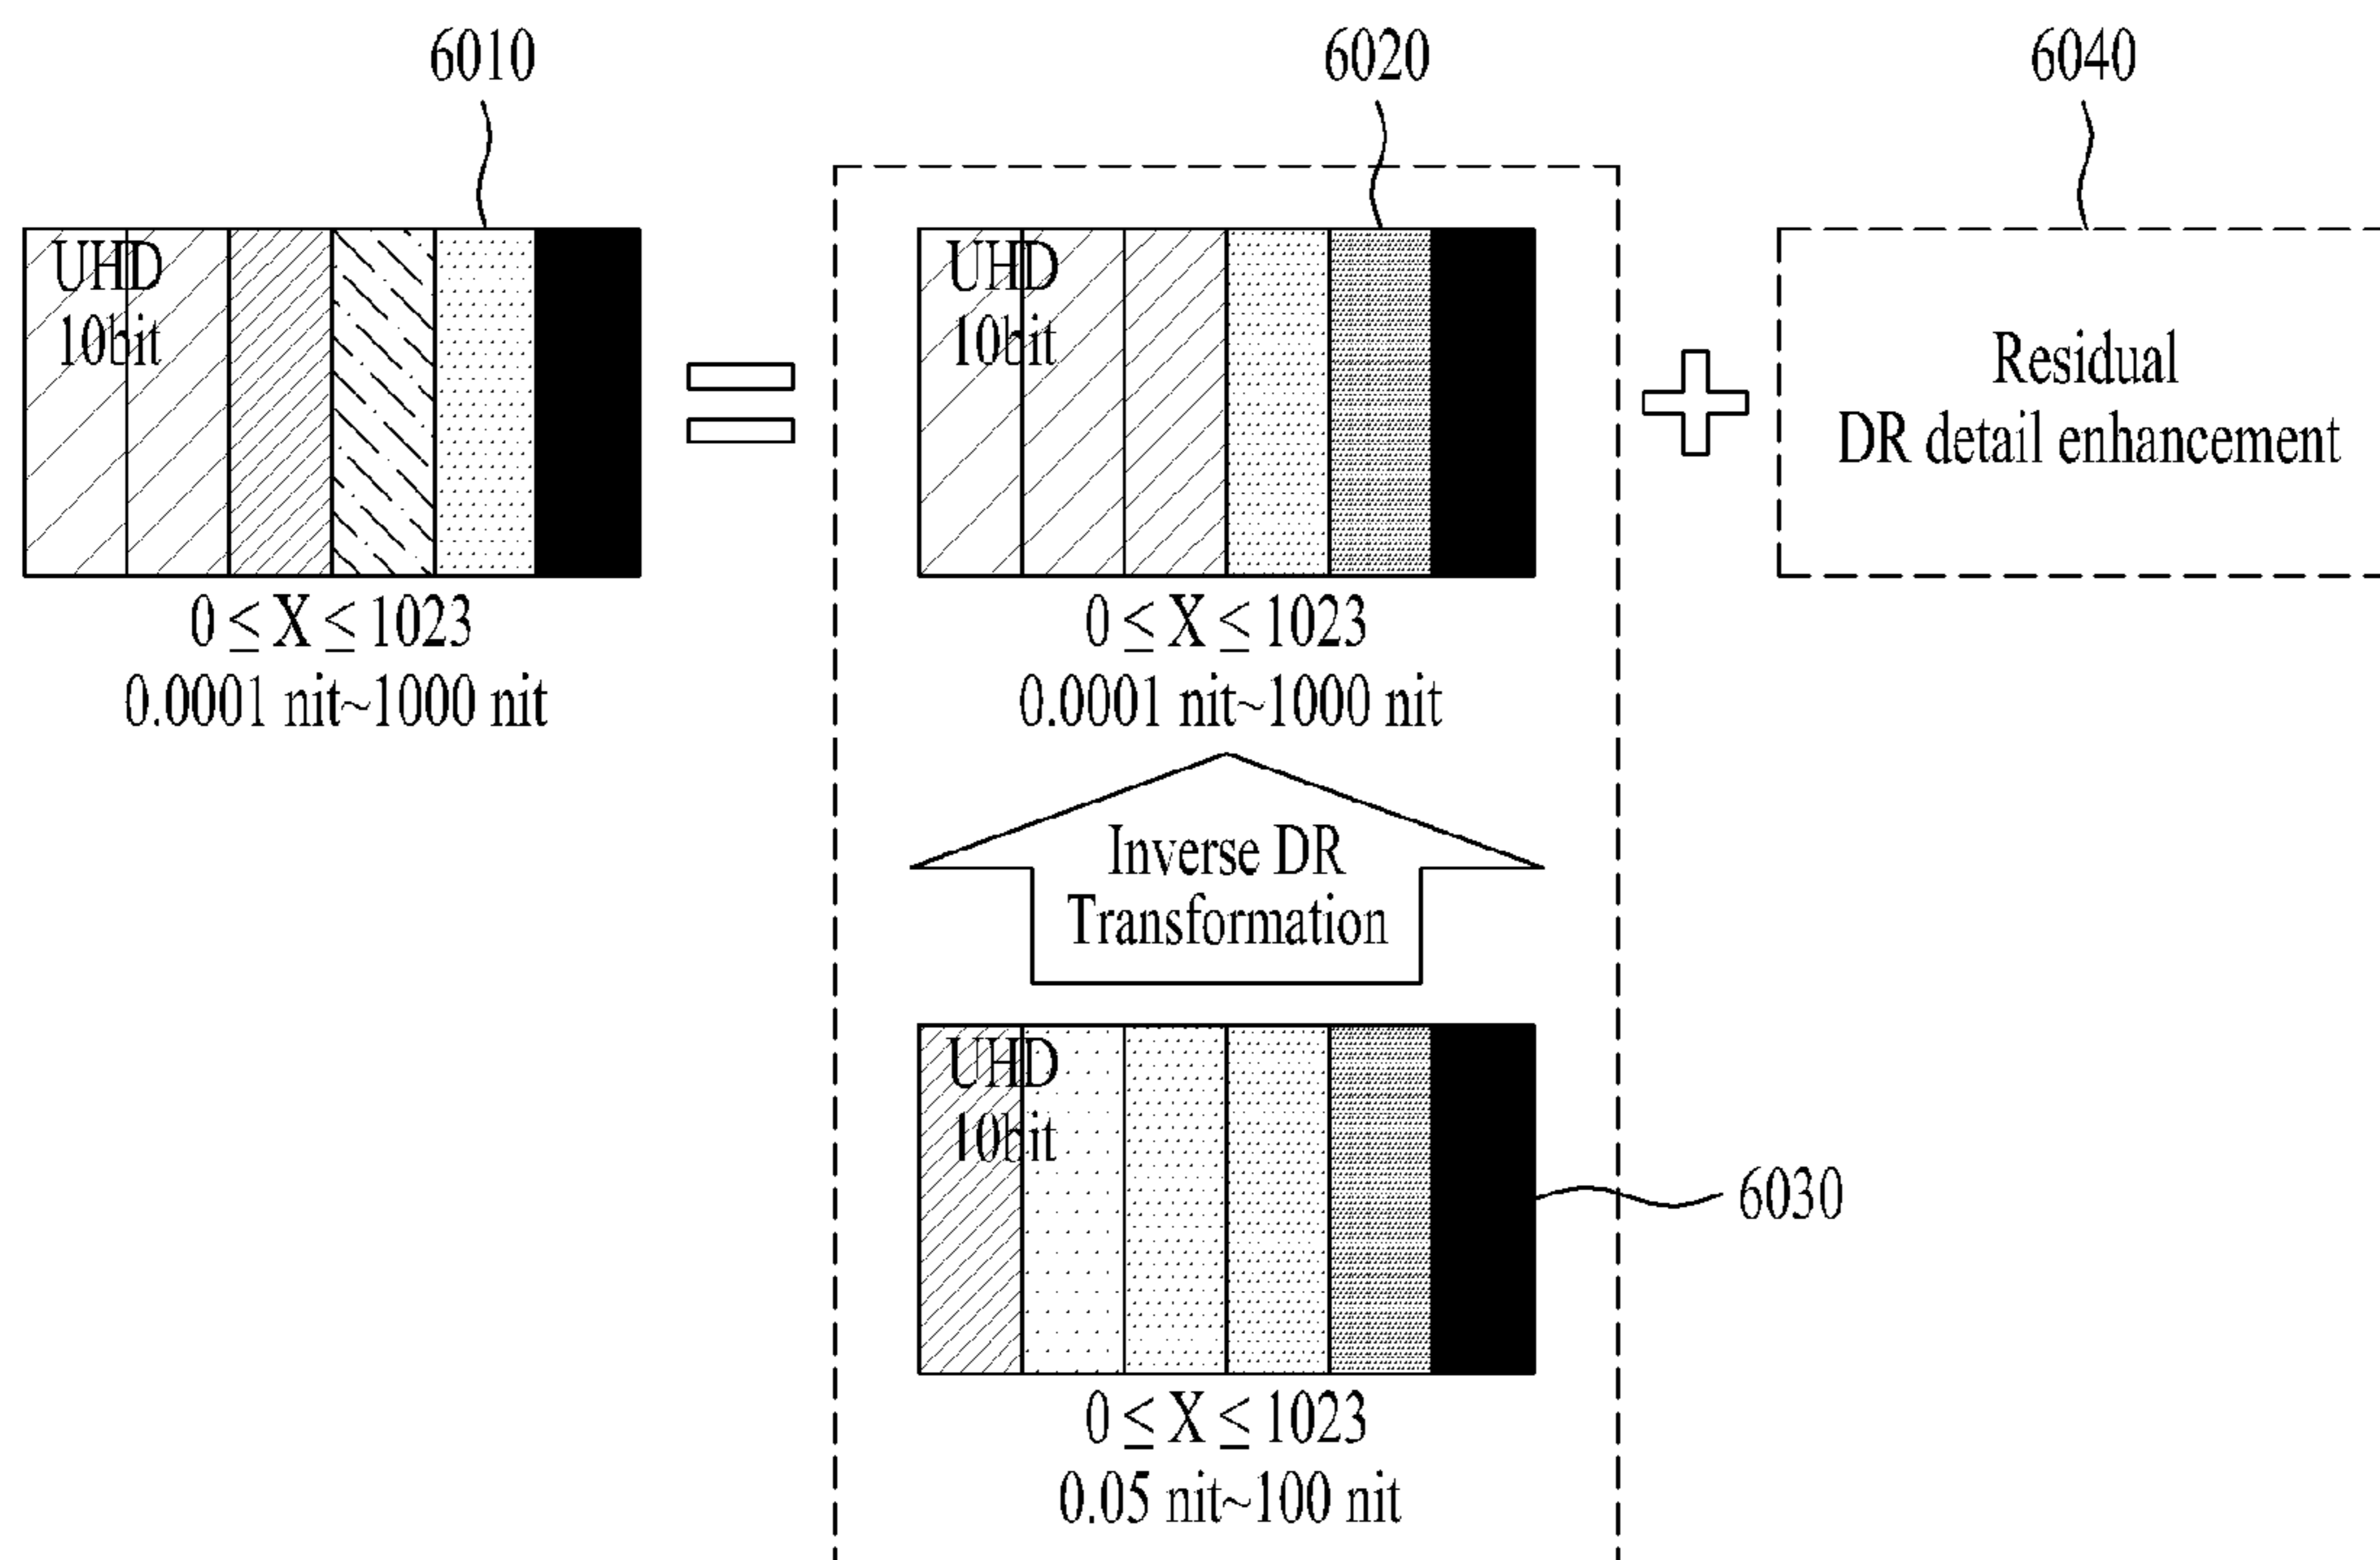 6010
6020
6040
UHD
10bit
UHD
10bit
Residual
DR detail enhancement
0 ≤ X ≤ 1023
0.0001 nit~1000 nit
0 ≤ X ≤ 1023
0.0001 nit~1000 nit
Inverse DR
Transformation
UHD
10bit
6030
0 ≤ X ≤ 1023
0.05 nit~100 nit